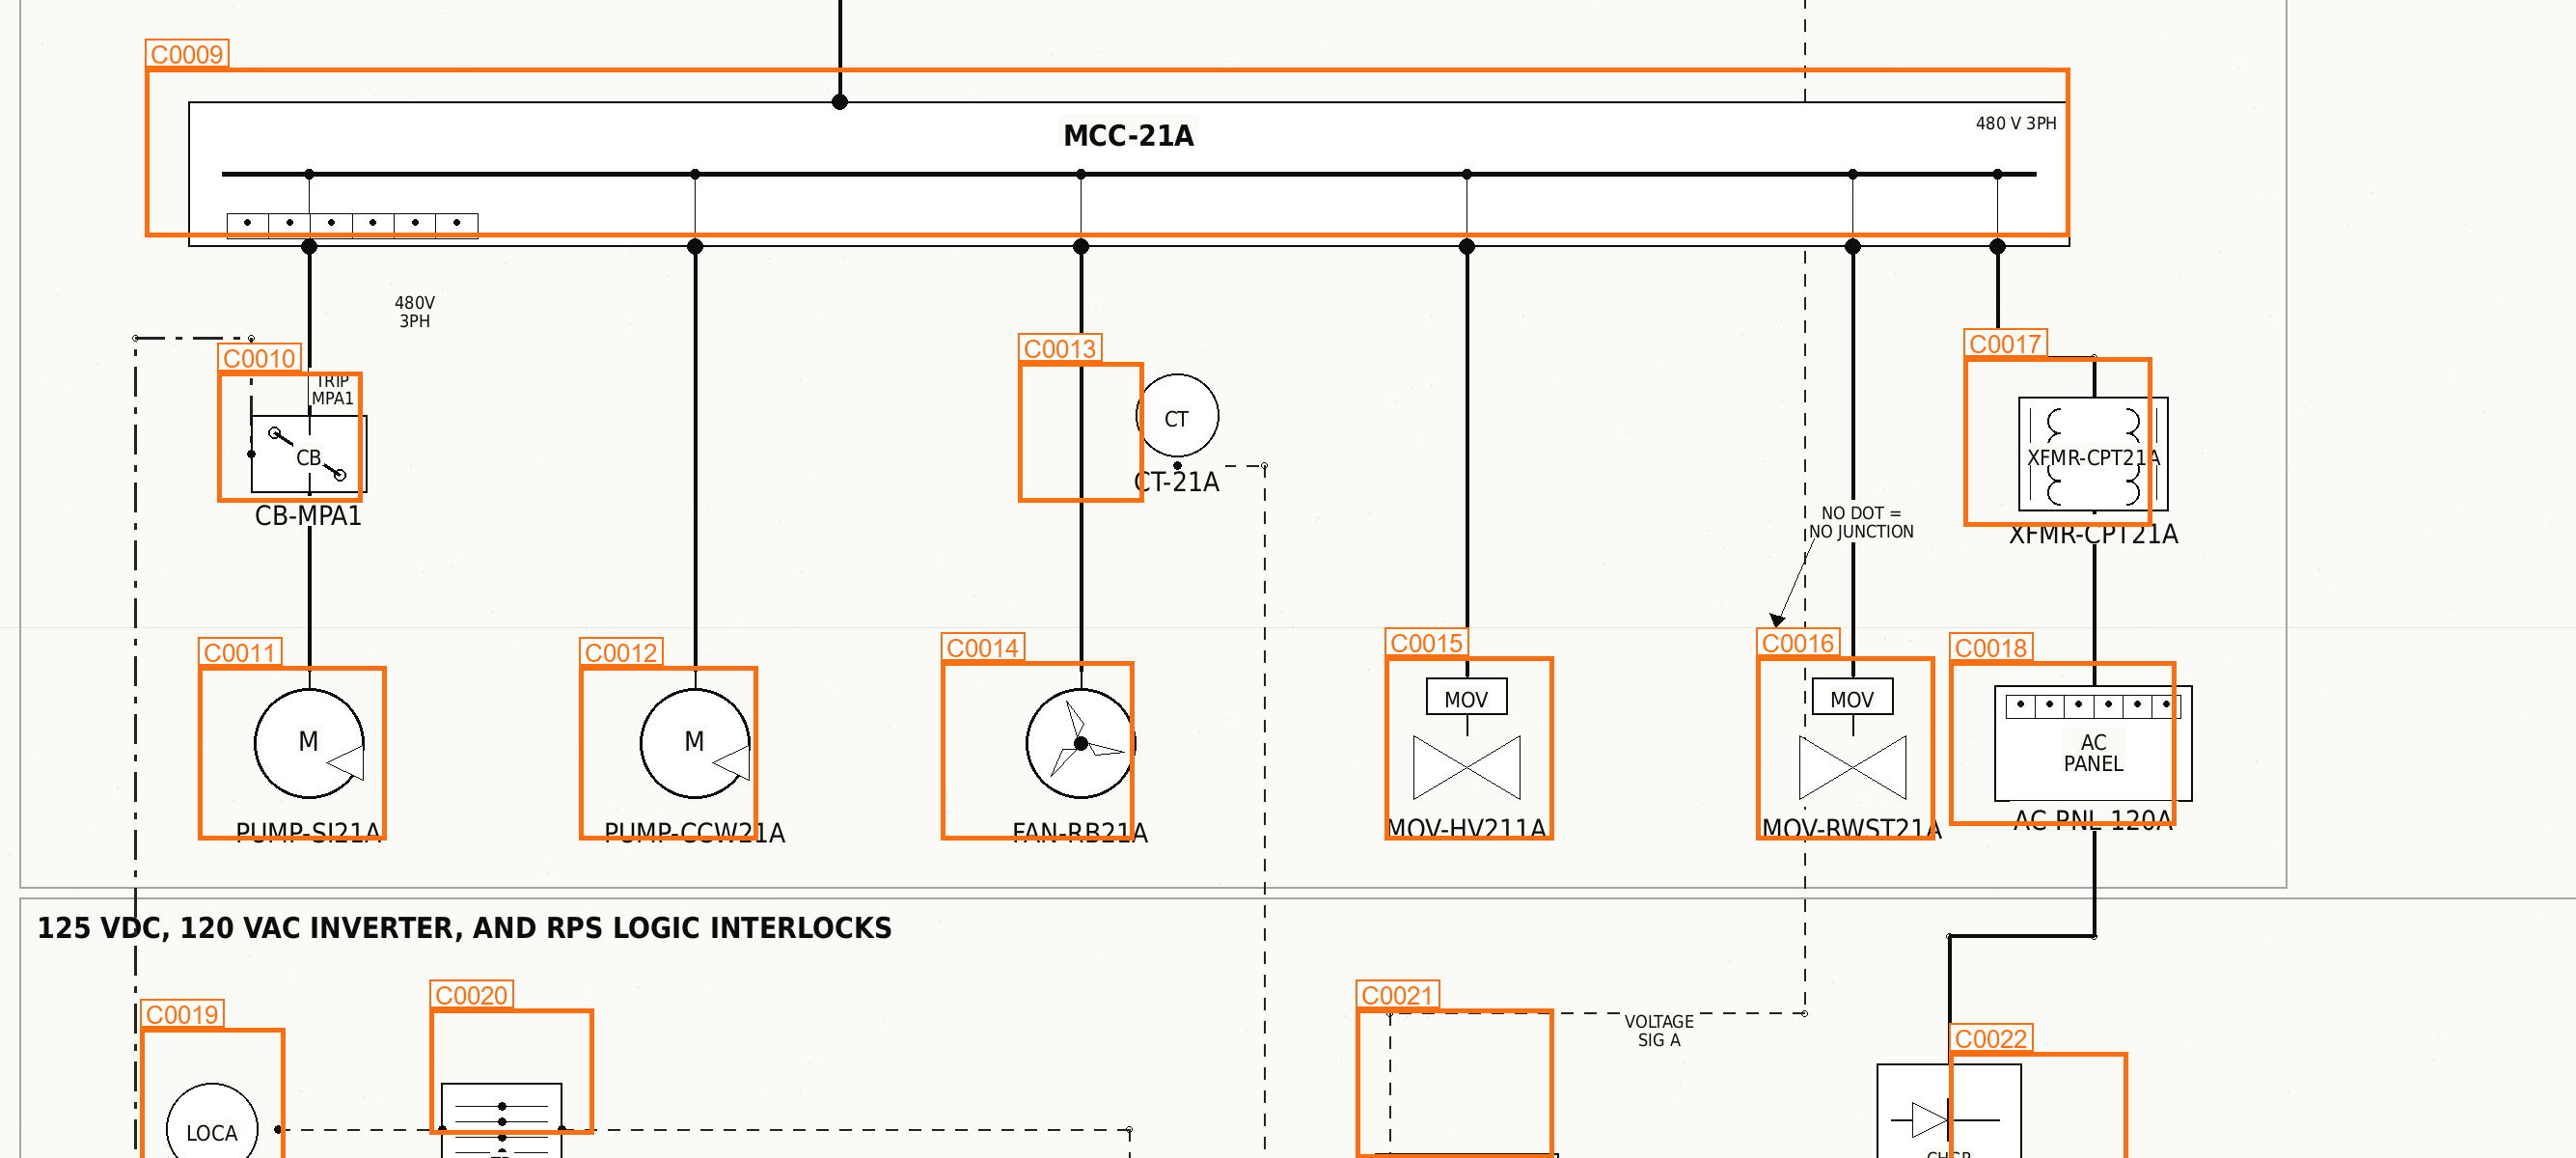 C0009
MCC-21A
480 V 3PH
480V
3PH
C0010
TRIP
MPA1
CB
CB-MPA1
C0013
CT
CT-21A
C0017
XFMR-CPT21A
XFMR-CPT21A
NO DOT =
NO JUNCTION
C0011
M
PUMP-SI21A
C0012
M
PUMP-CCW21A
C0014
FAN-RB21A
C0015
MOV
MOV-HV211A
C0016
MOV
MOV-RWST21A
C0018
AC
PANEL
AC PNL 120A
125 VDC, 120 VAC INVERTER, AND RPS LOGIC INTERLOCKS
C0019
LOCA
C0020
C0021
VOLTAGE
SIG A
C0022